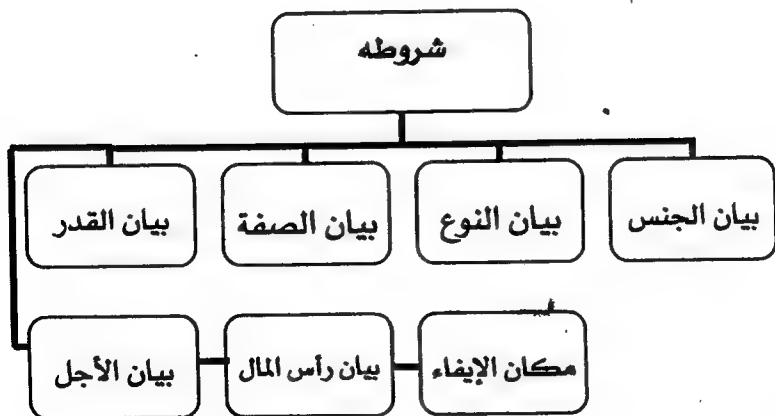 شروطه
بيان الجنس
بيان النوع
بيان الصفة
بيان القدر
مكان الإيفاء
بيان رأس المال
بيان الأجل